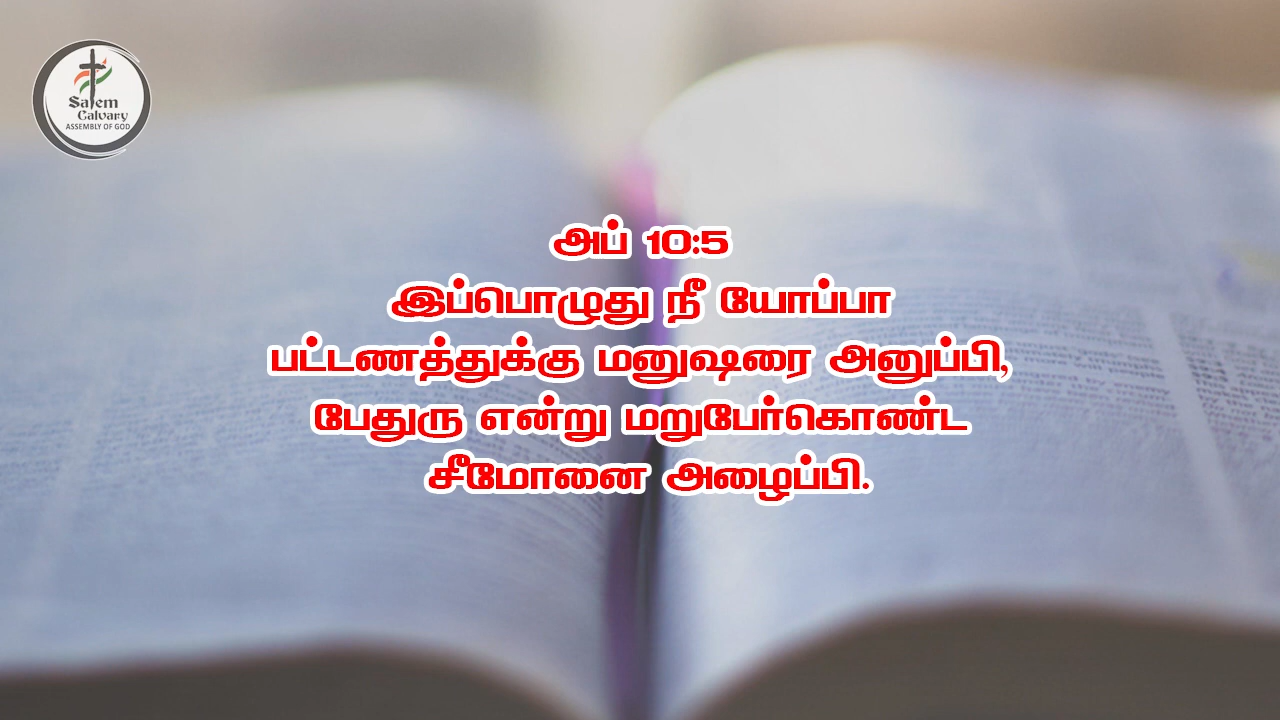 Salem
Calvary
ASSEMBLY OF GOD
அப் 10:5
இப்பொழுது நீ யோப்பா
பட்டணத்துக்கு மனுஷரை அனுப்பி,
பேதுரு என்று மறுபேர்கொண்ட
சீமோனை அழைப்பி.